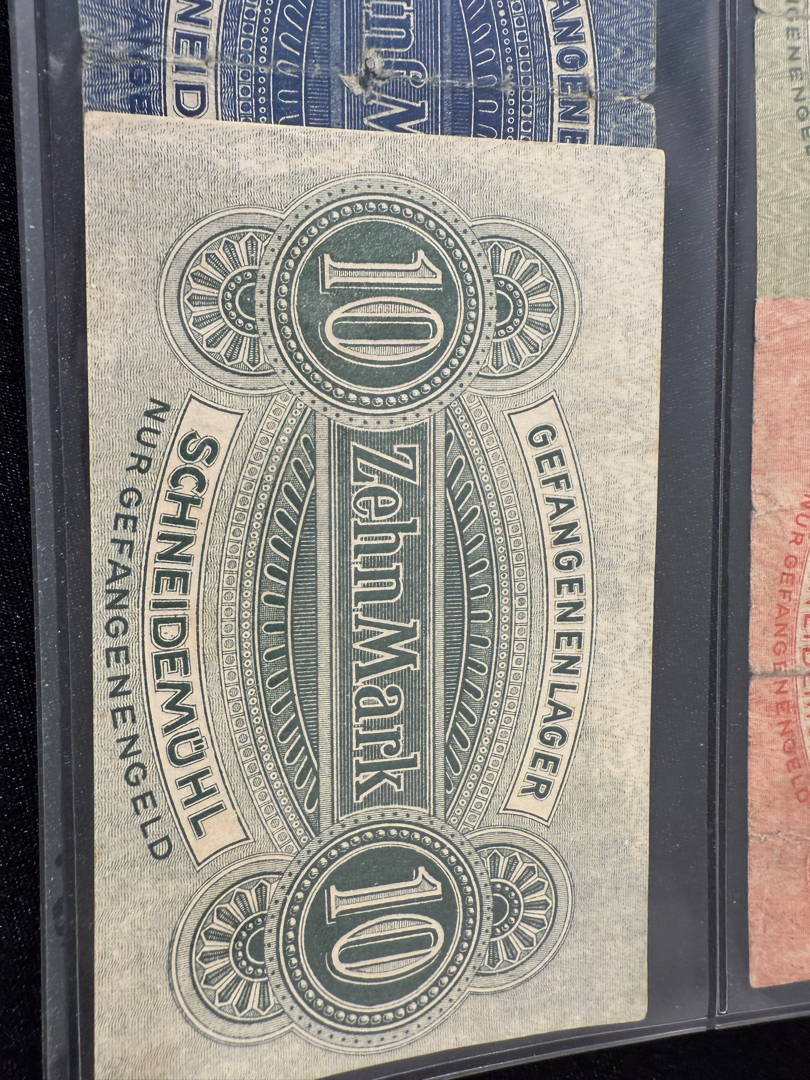 GEFANGENENLAGER
10 Zehn Mark 10
SCHNEIDEMÜHL
NUR GEFANGENENGELD